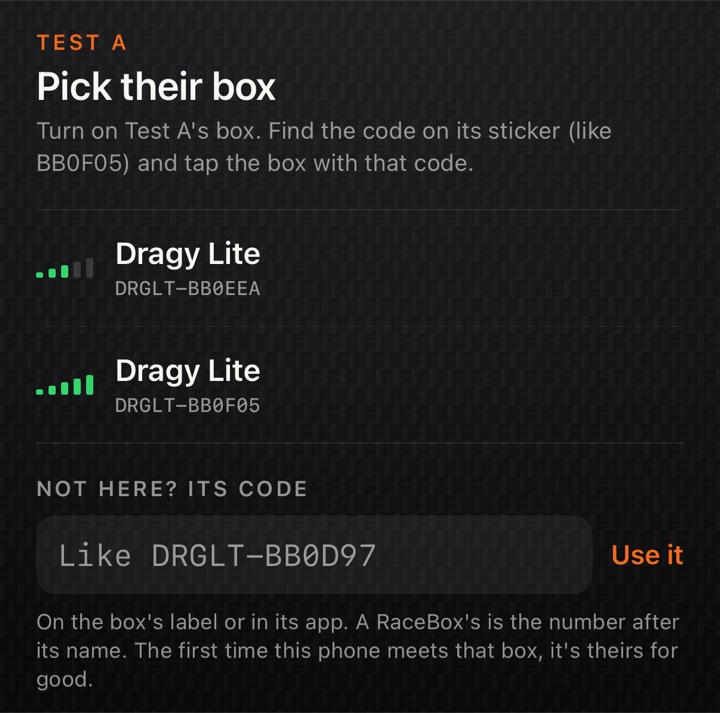 TEST A
Pick their box
Turn on Test A's box. Find the code on its sticker (like
BB0F05) and tap the box with that code.
Dragy Lite
DRGLT-BB0EEA
Dragy Lite
DRGLT-BB0F05
NOT HERE? ITS CODE
Like DRGLT-BB0D97
Use it
On the box's label or in its app. A RaceBox's is the number after
its name. The first time this phone meets that box, it's theirs for
good.